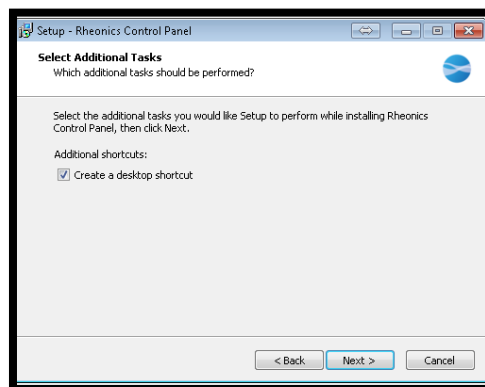 Setup - Rheonics Control Panel
Select Additional Tasks
Which additional tasks should be performed?
Select the additional tasks you would like Setup to perform while installing Rheonics
Control Panel, then click Next.
Additional shortcuts:
Create a desktop shortcut
< Back Next > Cancel